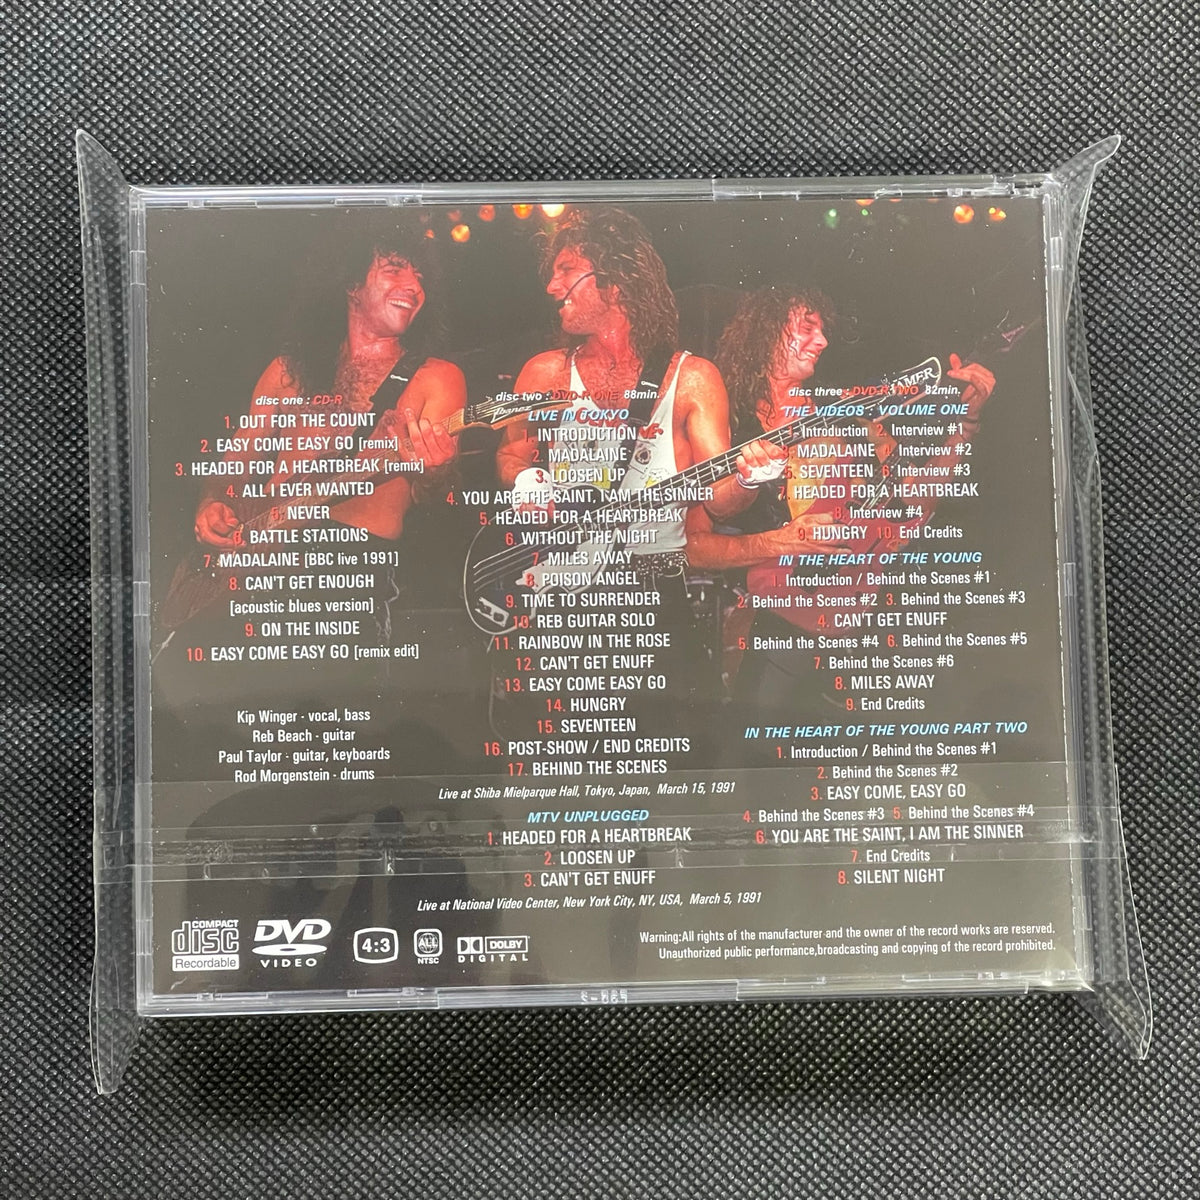 disc one : CD-R
1. OUT FOR THE COUNT
2. EASY COME EASY GO [remix]
3. HEADED FOR A HEARTBREAK [remix]
4. ALL I EVER WANTED
5. NEVER
6. BATTLE STATIONS
7. MADALAINE [BBC live 1991]
8. CAN'T GET ENOUGH
[acoustic blues version]
9. ON THE INSIDE
10. EASY COME EASY GO [remix edit]
Kip Winger - vocal, bass
Reb Beach - guitar
Paul Taylor - guitar, keyboards
Rod Morgenstein - drums
disc two : DVD-R ONE 88min.
LIVE IN TOKYO
1. INTRODUCTION
2. MADALAINE
3. LOOSEN UP
4. YOU ARE THE SAINT, I AM THE SINNER
5. HEADED FOR A HEARTBREAK
6. WITHOUT THE NIGHT
7. MILES AWAY
8. POISON ANGEL
9. TIME TO SURRENDER
10. REB GUITAR SOLO
11. RAINBOW IN THE ROSE
12. CAN'T GET ENUFF
13. EASY COME EASY GO
14. HUNGRY
15. SEVENTEEN
16. POST-SHOW / END CREDITS
17. BEHIND THE SCENES
Live at Shiba Mielparque Hall, Tokyo, Japan, March 15, 1991
MTV UNPLUGGED
1. HEADED FOR A HEARTBREAK
2. LOOSEN UP
3. CAN'T GET ENUFF
Live at National Video Center, New York City, NY, USA, March 5, 1991
disc three : DVD-R TWO 82min.
THE VIDEOS : VOLUME ONE
1. Introduction 2. Interview #1
3. MADALAINE 4. Interview #2
5. SEVENTEEN 6. Interview #3
7. HEADED FOR A HEARTBREAK
8. Interview #4
9. HUNGRY 10. End Credits
IN THE HEART OF THE YOUNG
1. Introduction / Behind the Scenes #1
2. Behind the Scenes #2 3. Behind the Scenes #3
4. CAN'T GET ENUFF
5. Behind the Scenes #4 6. Behind the Scenes #5
7. Behind the Scenes #6
8. MILES AWAY
9. End Credits
IN THE HEART OF THE YOUNG PART TWO
1. Introduction / Behind the Scenes #1
2. Behind the Scenes #2
3. EASY COME, EASY GO
4. Behind the Scenes #3 5. Behind the Scenes #4
6. YOU ARE THE SAINT, I AM THE SINNER
7. End Credits
8. SILENT NIGHT
Ibanez
COMPACT
disc
Recordable
DVD
VIDEO
4:3
ALL
NTSC
DOLBY
DIGITAL
Warning:All rights of the manufacturer and the owner of the record works are reserved.
Unauthorized public performance,broadcasting and copying of the record prohibited.